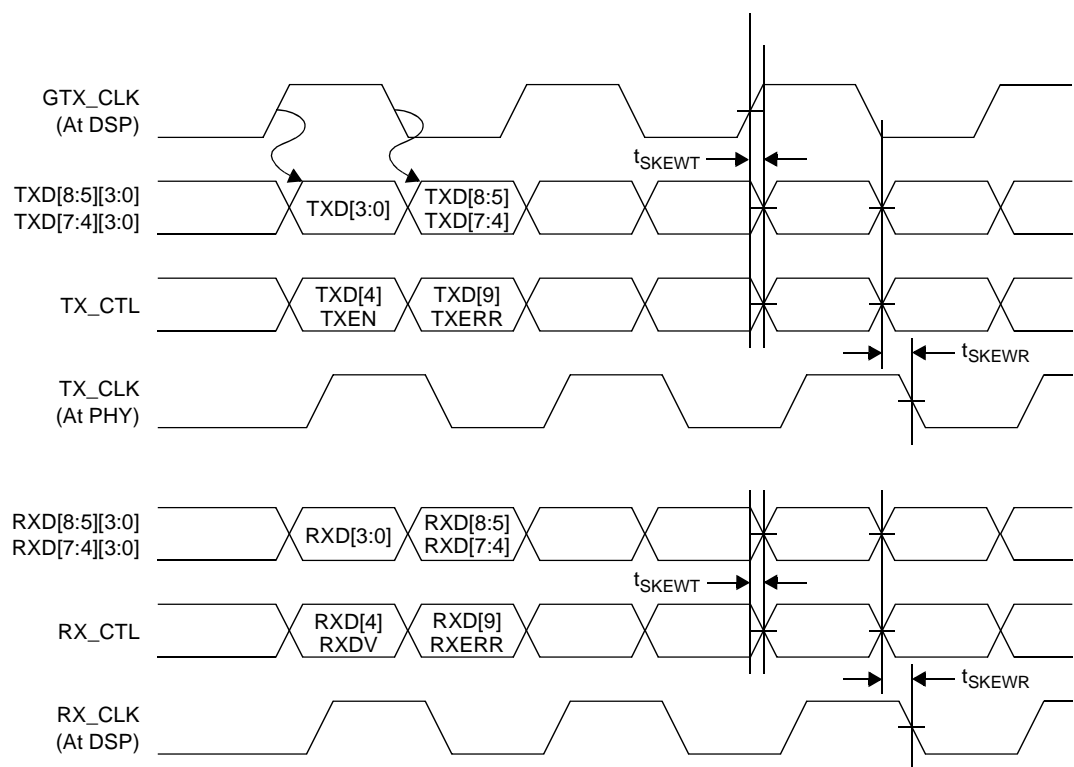 GTX_CLK
(At DSP)
tSKEWT
TXD[8:5][3:0]
TXD[7:4][3:0]
TXD[3:0]
TXD[8:5]
TXD[7:4]
TX_CTL
TXD[4]
TXEN
TXD[9]
TXERR
tSKEWR
TX_CLK
(At PHY)
RXD[8:5][3:0]
RXD[7:4][3:0]
RXD[3:0]
RXD[8:5]
RXD[7:4]
tSKEWT
RX_CTL
RXD[4]
RXDV
RXD[9]
RXERR
tSKEWR
RX_CLK
(At DSP)